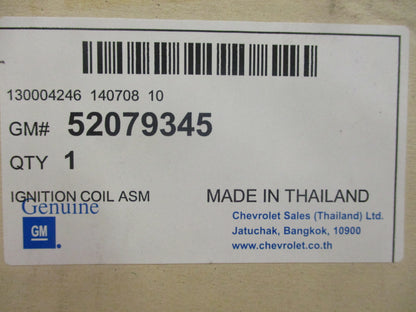 130004246 140708 10
GM# 52079345
QTY 1
IGNITION COIL ASM MADE IN THAILAND
Genuine Chevrolet Sales (Thailand) Ltd.
GM Jatuchak, Bangkok, 10900
www.chevrolet.co.th